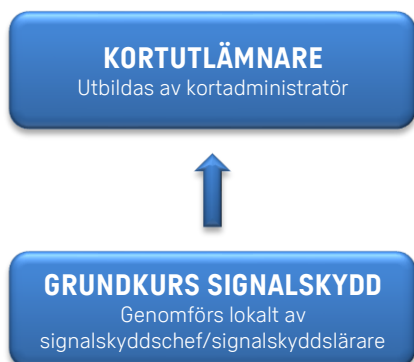 KORTUTLÄMNARE
Utbildas av kortadministratör
GRUNDKURS SIGNALSKYDD
Genomförs lokalt av
signalskyddschef/signalskyddslärare